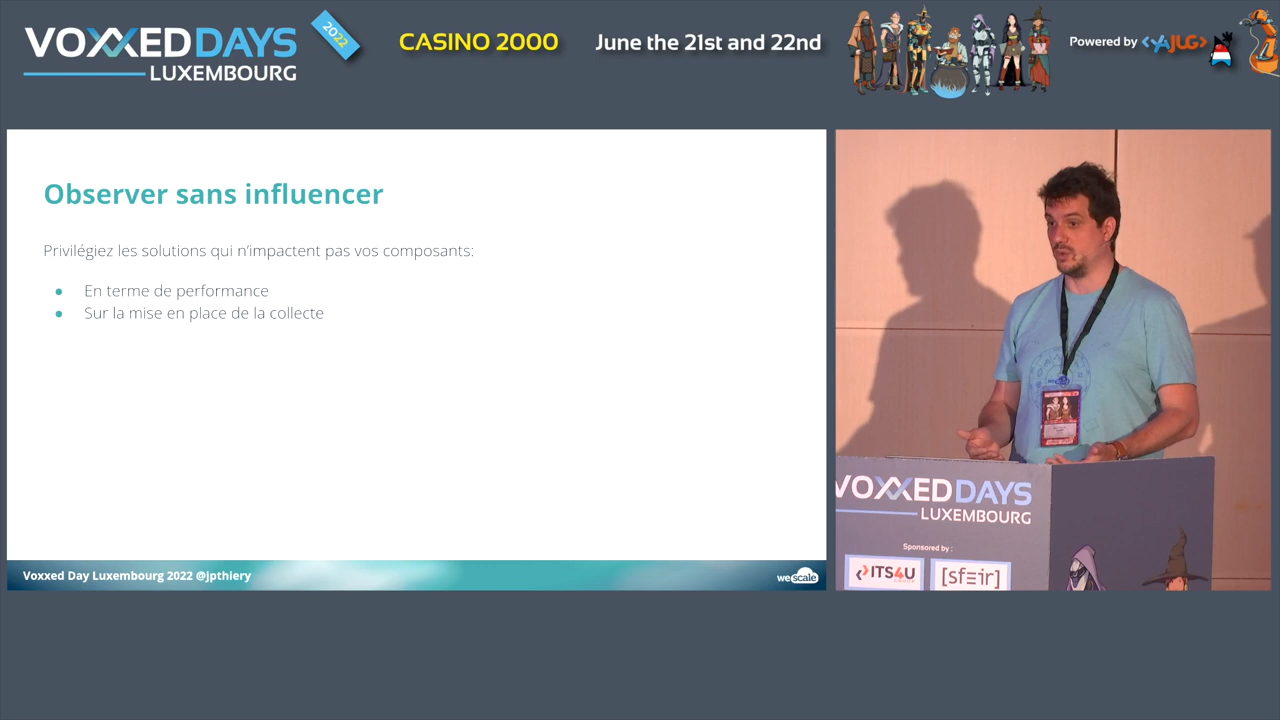 VOXXED DAYS
LUXEMBOURG
2022
CASINO 2000
June the 21st and 22nd
Powered by <YAJUG>
Observer sans influencer
Privilégiez les solutions qui n’impactent pas vos composants:
● En terme de performance
● Sur la mise en place de la collecte
Voxxed Day Luxembourg 2022 @jpthiery
wescale
VOXXED DAYS
LUXEMBOURG
Sponsored by :
ITS4U
[sfeir]